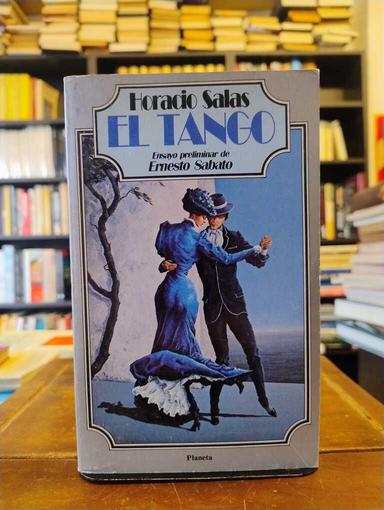 Horacio Salas
EL TANGO
Ensayo preliminar de
Ernesto Sabato
Planeta